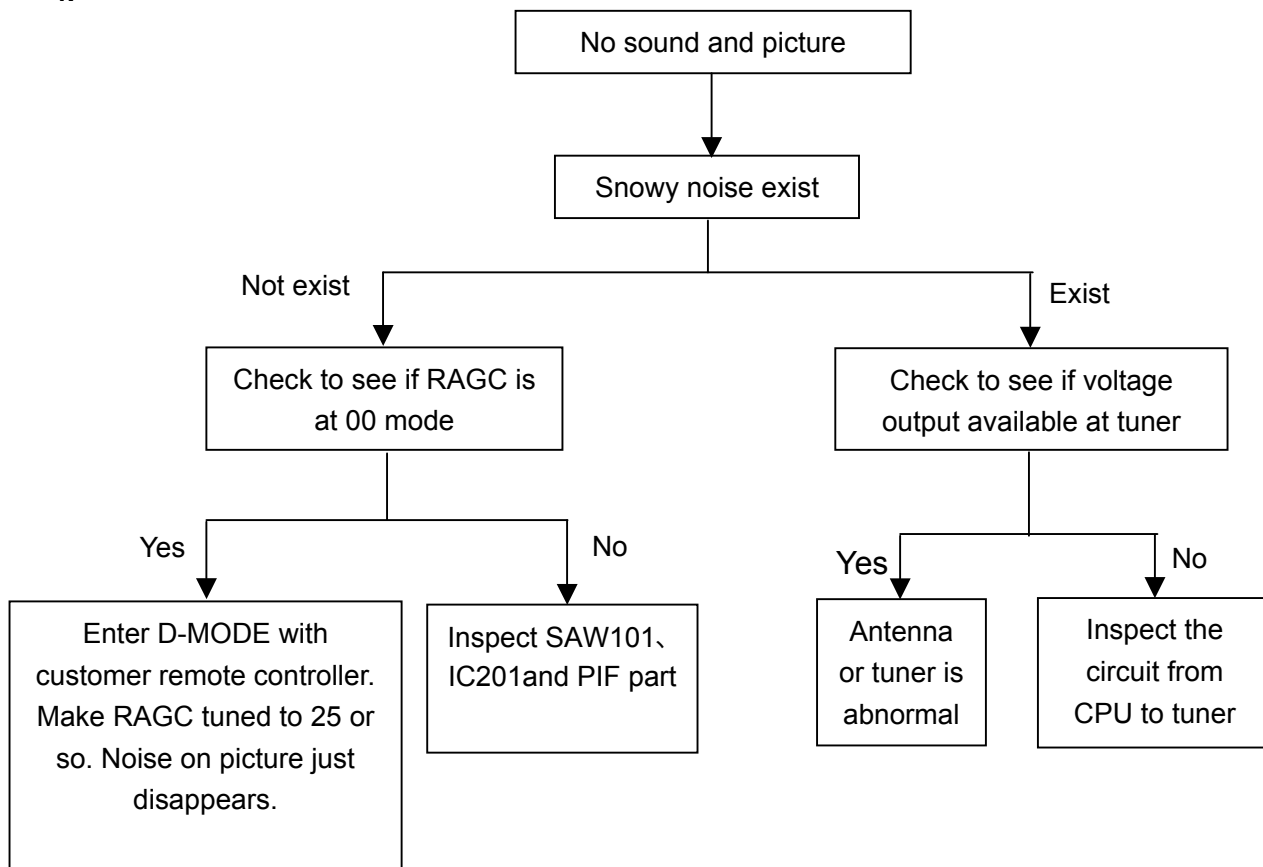 No sound and picture
Snowy noise exist
Not exist
Exist
Check to see if RAGC is
at 00 mode
Check to see if voltage
output available at tuner
Yes
No
Yes
No
Enter D-MODE with
customer remote controller.
Make RAGC tuned to 25 or
so. Noise on picture just
disappears.
Inspect SAW101、
IC201and PIF part
Antenna
or tuner is
abnormal
Inspect the
circuit from
CPU to tuner